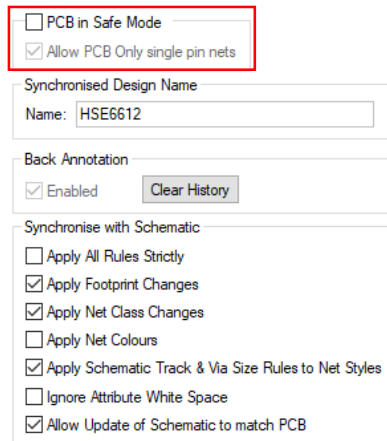 PCB in Safe Mode
Allow PCB Only single pin nets
Synchronised Design Name
Name: HSE6612
Back Annotation
Enabled Clear History
Synchronise with Schematic
Apply All Rules Strictly
Apply Footprint Changes
Apply Net Class Changes
Apply Net Colours
Apply Schematic Track & Via Size Rules to Net Styles
Ignore Attribute White Space
Allow Update of Schematic to match PCB